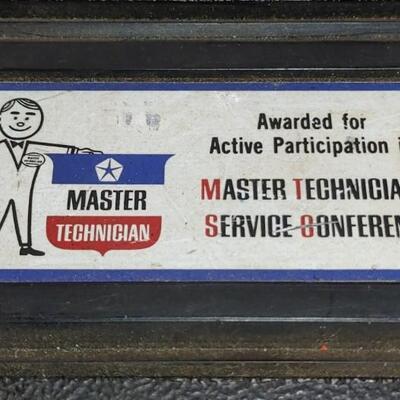 MASTER
TECHNICIAN
Awarded for
Active Participation i
MASTER TECHNICIA
SERVICE CONFEREN